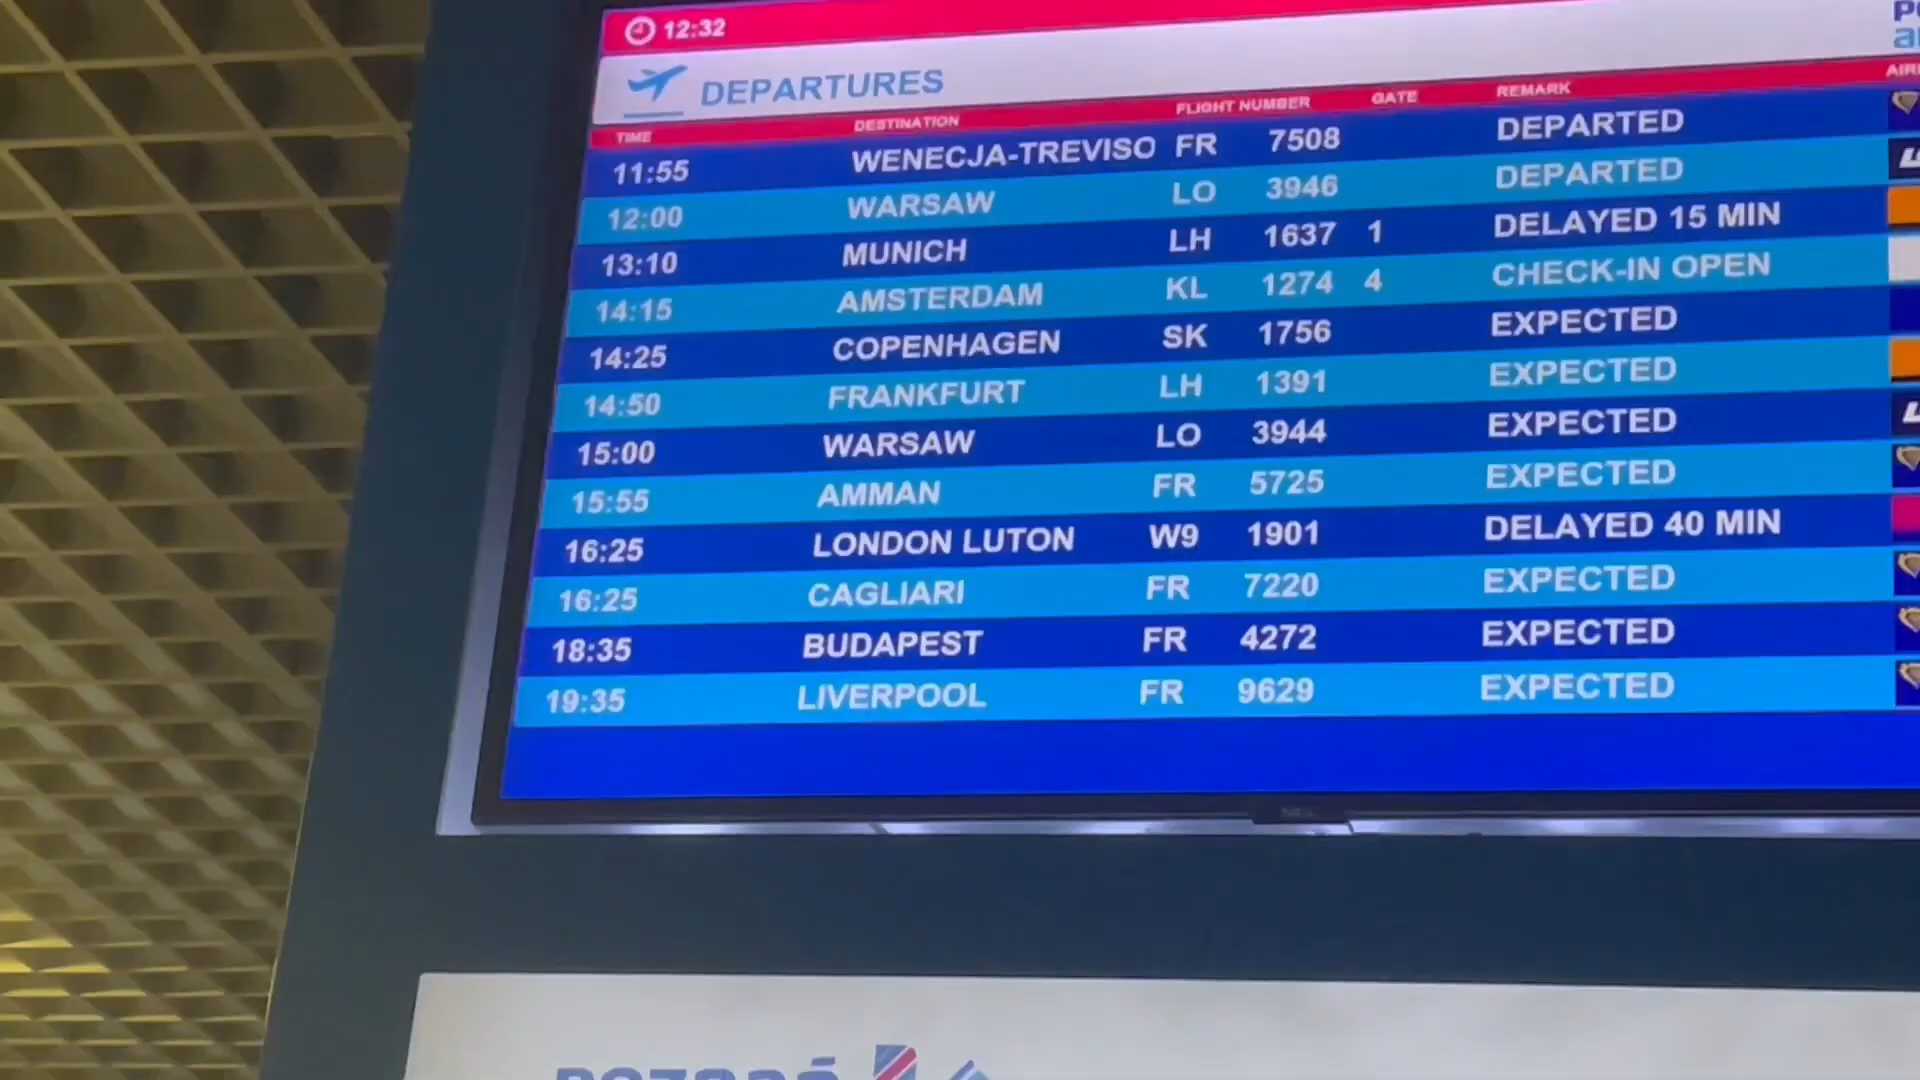 12:32
DEPARTURES
TIME DESTINATION FLIGHT NUMBER GATE REMARK
11:55 WENECJA-TREVISO FR 7508 DEPARTED
12:00 WARSAW LO 3946 DEPARTED
13:10 MUNICH LH 1637 1 DELAYED 15 MIN
14:15 AMSTERDAM KL 1274 4 CHECK-IN OPEN
14:25 COPENHAGEN SK 1756 EXPECTED
14:50 FRANKFURT LH 1391 EXPECTED
15:00 WARSAW LO 3944 EXPECTED
15:55 AMMAN FR 5725 EXPECTED
16:25 LONDON LUTON W9 1901 DELAYED 40 MIN
16:25 CAGLIARI FR 7220 EXPECTED
18:35 BUDAPEST FR 4272 EXPECTED
19:35 LIVERPOOL FR 9629 EXPECTED